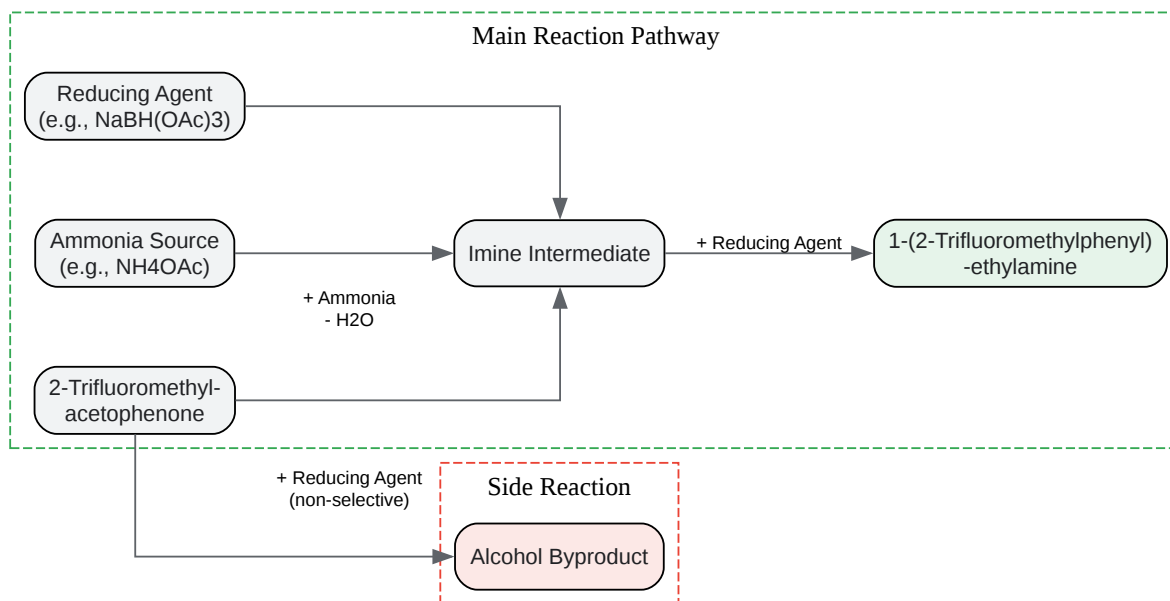 Main Reaction Pathway
Reducing Agent
(e.g., NaBH(OAc)3)
Ammonia Source
(e.g., NH4OAc)
+ Ammonia
- H2O
Imine Intermediate
+ Reducing Agent
1-(2-Trifluoromethylphenyl)
-ethylamine
2-Trifluoromethyl-
acetophenone
+ Reducing Agent
(non-selective)
Side Reaction
Alcohol Byproduct